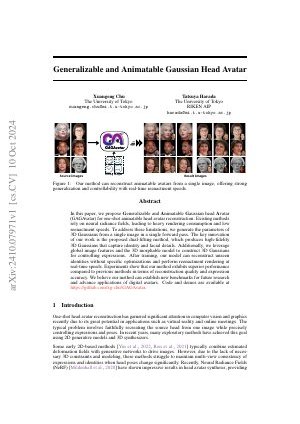 Generalizable and Animatable Gaussian Head Avatar
Xuangeng Chu
The University of Tokyo
xuangeng.chu@mi.t.u-tokyo.ac.jp
Tatsuya Harada
The University of Tokyo
RIKEN AIP
harada@mi.t.u-tokyo.ac.jp
GAGAvatar
Source Images
Reenact Images
Figure 1: Our method can reconstruct animatable avatars from a single image, offering strong
generalization and controllability with real-time reenactment speeds.
Abstract
In this paper, we propose Generalizable and Animatable Gaussian head Avatar
(GAGAvatar) for one-shot animatable head avatar reconstruction. Existing methods
rely on neural radiance fields, leading to heavy rendering consumption and low
reenactment speeds. To address these limitations, we generate the parameters of
3D Gaussians from a single image in a single forward pass. The key innovation
of our work is the proposed dual-lifting method, which produces high-fidelity
3D Gaussians that capture identity and facial details. Additionally, we leverage
global image features and the 3D morphable model to construct 3D Gaussians
for controlling expressions. After training, our model can reconstruct unseen
identities without specific optimizations and perform reenactment rendering at
real-time speeds. Experiments show that our method exhibits superior performance
compared to previous methods in terms of reconstruction quality and expression
accuracy. We believe our method can establish new benchmarks for future research
and advance applications of digital avatars. Code and demos are available at
1 Introduction
One-shot head avatar reconstruction has garnered significant attention in computer vision and graphics
recently due to its great potential in applications such as virtual reality and online meetings. The
typical problem involves faithfully recreating the source head from one image while precisely
controlling expressions and poses. In recent years, many exploratory methods have achieved this goal
using 2D generative models and 3D synthesizers.
Some early 2D-based methods [Yin et al., 2022, Ren et al., 2021] typically combine estimated
deformation fields with generative networks to drive images. However, due to the lack of neces-
sary 3D constraints and modeling, these methods struggle to maintain multi-view consistency of
expressions and identities when head poses change significantly. Recently, Neural Radiance Fields
(NeRF) [Mildenhall et al., 2020] have shown impressive results in head avatar synthesis, providing
arXiv:2410.07971v1 [cs.CV] 10 Oct 2024